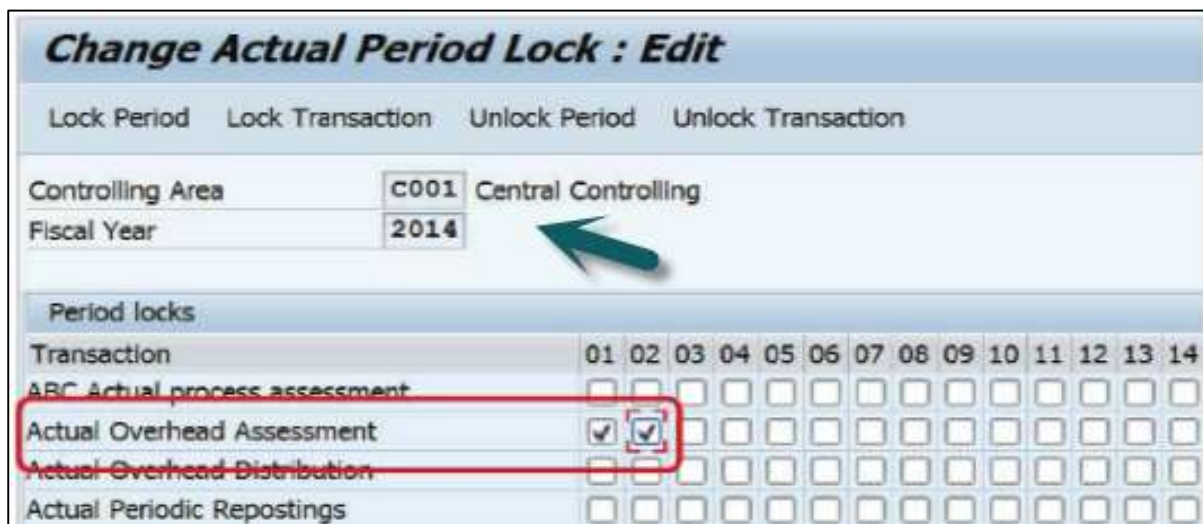 Change Actual Period Lock : Edit
Lock Period Lock Transaction Unlock Period Unlock Transaction
Controlling Area C001 Central Controlling
Fiscal Year 2014
Period locks
Transaction 01 02 03 04 05 06 07 08 09 10 11 12 13 14
ABC Actual process assessment
Actual Overhead Assessment
Actual Overhead Distribution
Actual Periodic Repostings